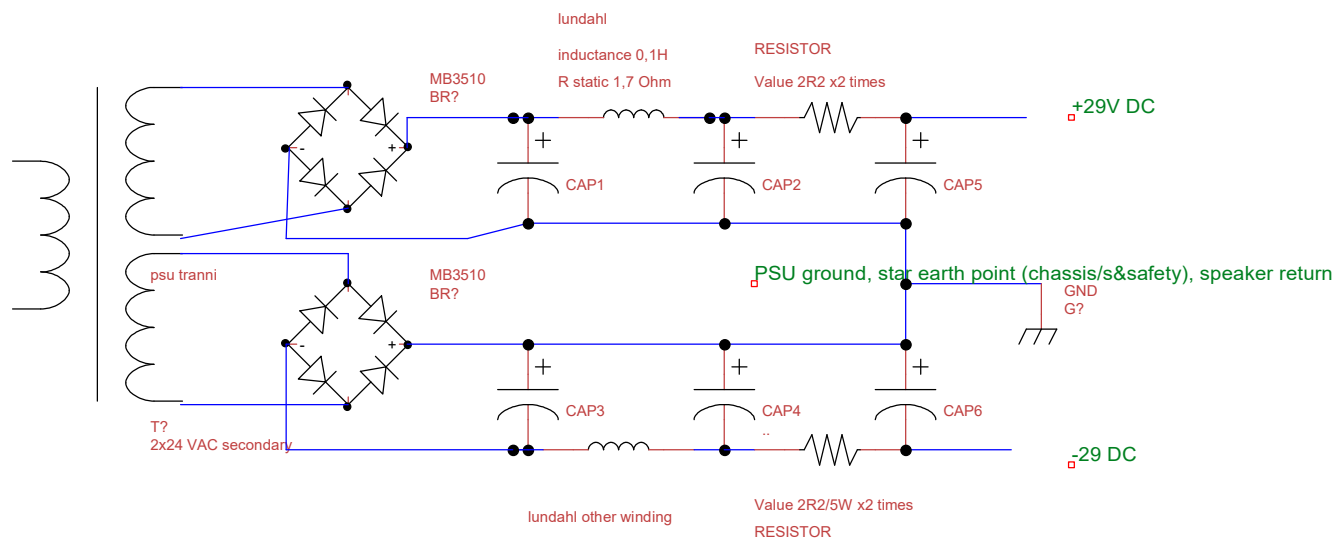 lundahl
inductance 0,1H
R static 1,7 Ohm
RESISTOR
Value 2R2 x2 times
MB3510
BR?
+29V DC
-
+
+
CAP1
+
CAP2
+
CAP5
psu tranni
MB3510
BR?
PSU ground, star earth point (chassis/s&safety), speaker return
GND
G?
-
+
+
CAP3
+
CAP4
..
+
CAP6
T?
2x24 VAC secondary
-29 DC
lundahl other winding
Value 2R2/5W x2 times
RESISTOR